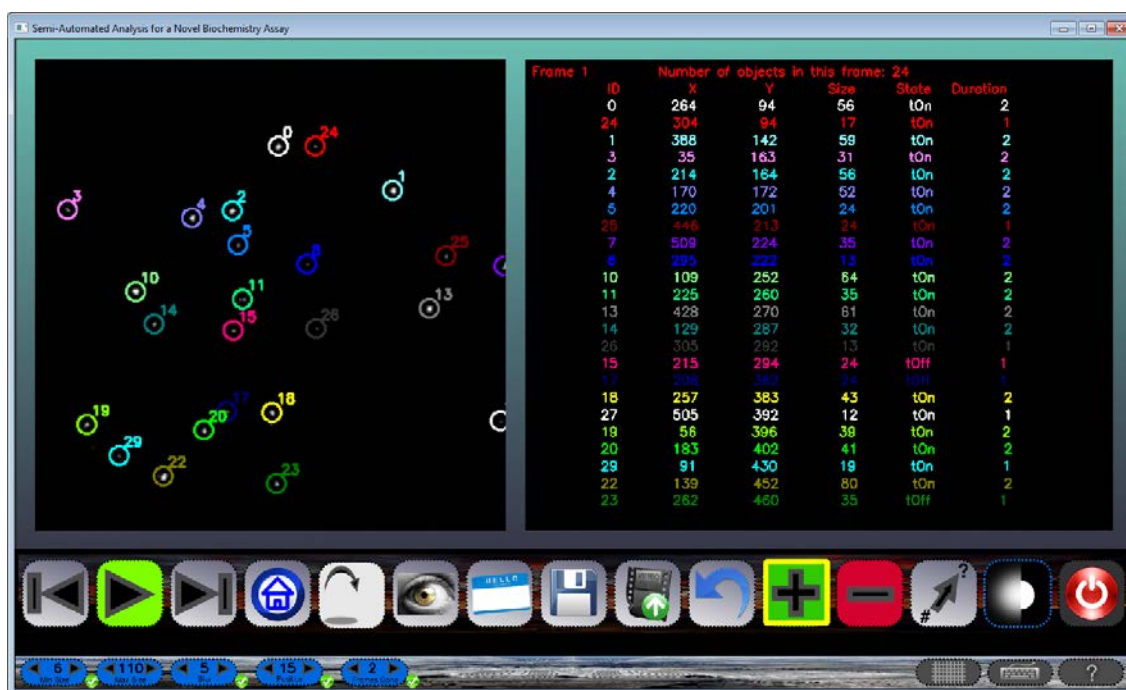 Semi-Automated Analysis for a Novel Biochemistry Assay
0 24
1
3
4 2
5
25
8
10
11
13
14
15
26
17
18
19
20
29
22
23
Frame 1 Number of objects in this frame: 24
ID X Y Size State Duration
0 264 94 56 tOn 2
24 304 94 17 tOn 1
1 388 142 59 tOn 2
3 35 163 31 tOn 2
2 214 164 56 tOn 2
4 170 172 52 tOn 2
5 220 201 24 tOn 2
25 446 213 24 tOn 1
7 509 224 35 tOn 2
8 295 222 13 tOn 2
10 109 252 64 tOn 2
11 225 260 35 tOn 2
13 428 270 61 tOn 2
14 129 287 32 tOn 2
26 305 292 13 tOn 1
15 215 294 24 tOff 1
17 24 tOff 1
18 257 383 43 tOn 2
27 505 392 12 tOn 1
19 56 396 39 tOn 2
20 183 402 41 tOn 2
29 91 430 19 tOn 1
22 139 452 80 tOn 2
23 262 460 35 tOff 1
HELLO
?
#
6 110 5 15 2
Min Size Max Size Blur Frames Gone
?